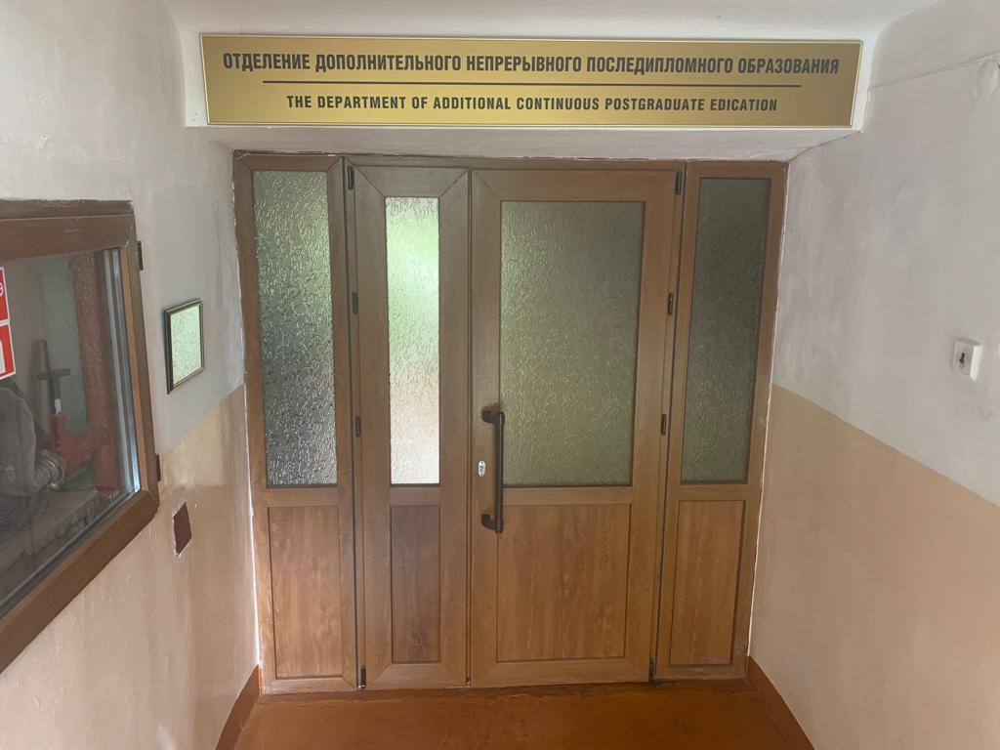 ОТДЕЛЕНИЕ ДОПОЛНИТЕЛЬНОГО НЕПРЕРЫВНОГО ПОСЛЕДИПЛОМНОГО ОБРАЗОВАНИЯ
THE DEPARTMENT OF ADDITIONAL CONTINUOUS POSTGRADUATE EDICATION